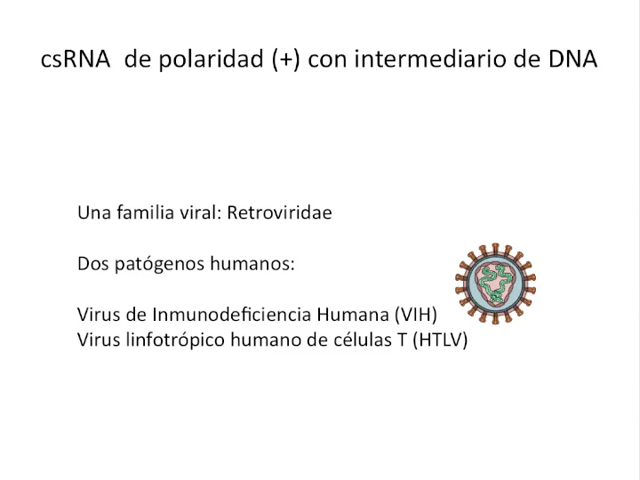 csRNA  de polaridad (+) con intermediario de DNA
Una familia viral: Retroviridae
Dos patógenos humanos:
Virus de Inmunodeficiencia Humana (VIH)
Virus linfotrópico humano de células T (HTLV)